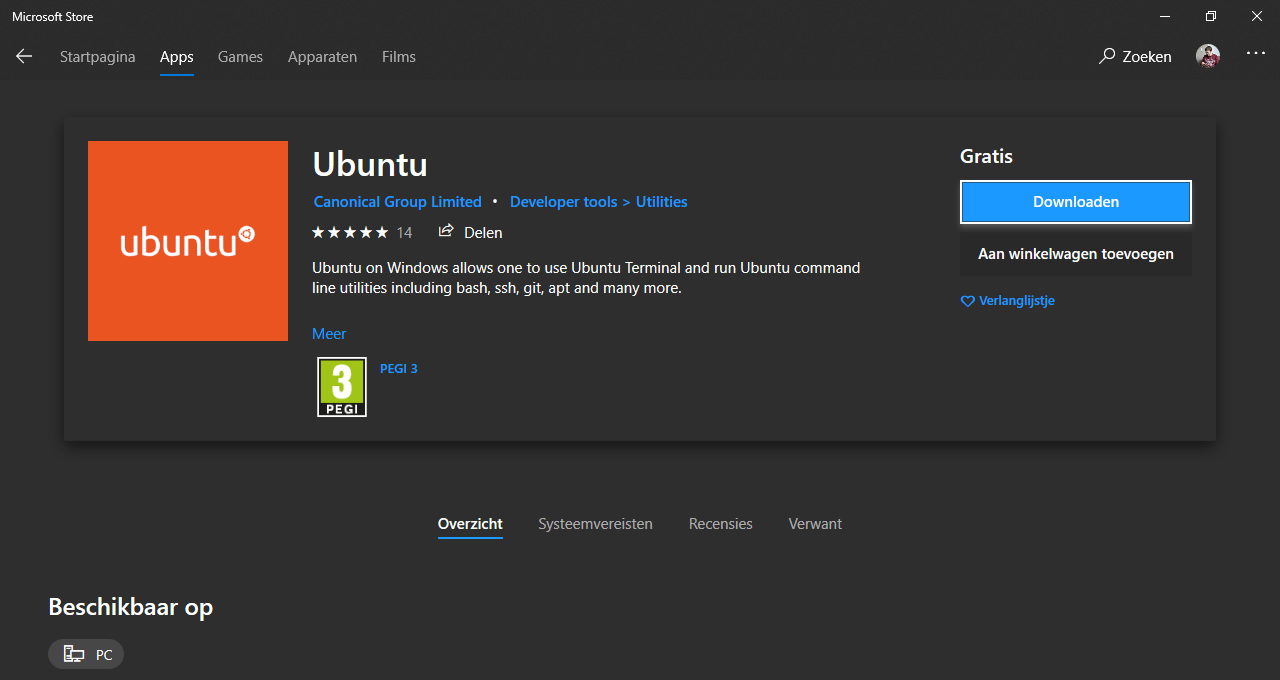 Microsoft Store
Startpagina Apps Games Apparaten Films Zoeken
ubuntu
Ubuntu
Canonical Group Limited • Developer tools > Utilities
14 Delen
Ubuntu on Windows allows one to use Ubuntu Terminal and run Ubuntu command
line utilities including bash, ssh, git, apt and many more.
Meer
3
PEGI
PEGI 3
Gratis
Downloaden
Aan winkelwagen toevoegen
Verlanglijstje
Overzicht Systeemvereisten Recensies Verwant
Beschikbaar op
PC